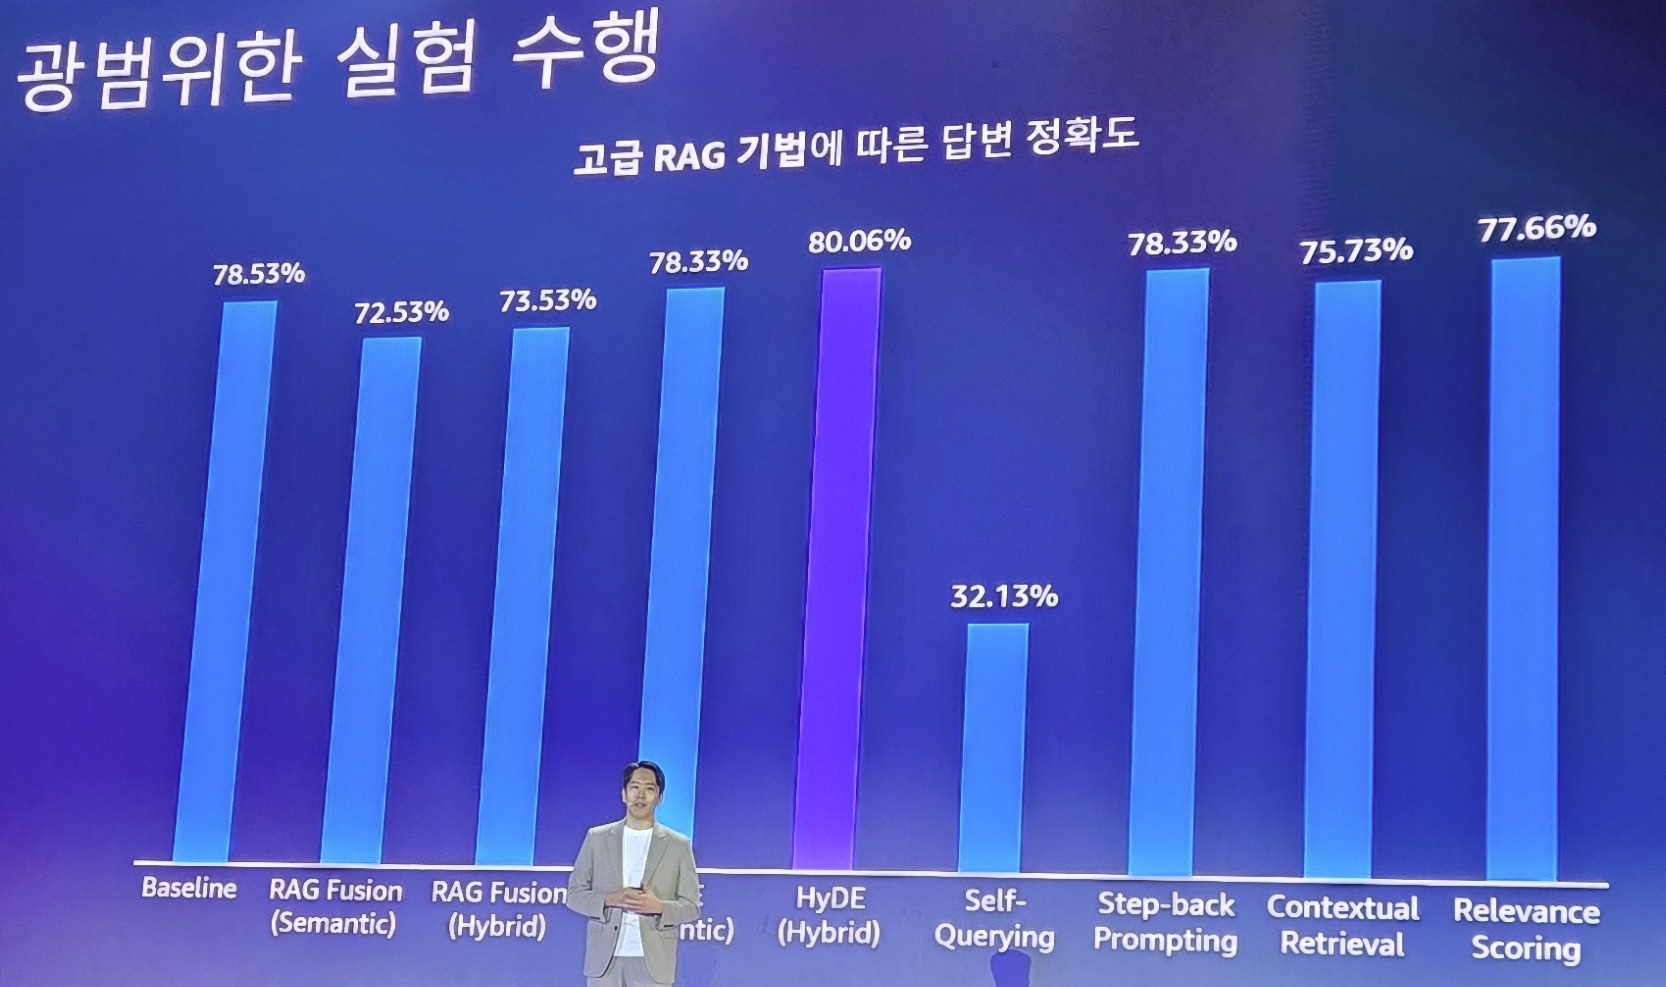 광범위한 실험 수행
고급 RAG 기법에 따른 답변 정확도
78.53%
72.53%
73.53%
78.33%
80.06%
32.13%
78.33%
75.73%
77.66%
Baseline
RAG Fusion
(Semantic)
RAG Fusion
(Hybrid)
HyDE
(Hybrid)
Self-
Querying
Step-back
Prompting
Contextual
Retrieval
Relevance
Scoring